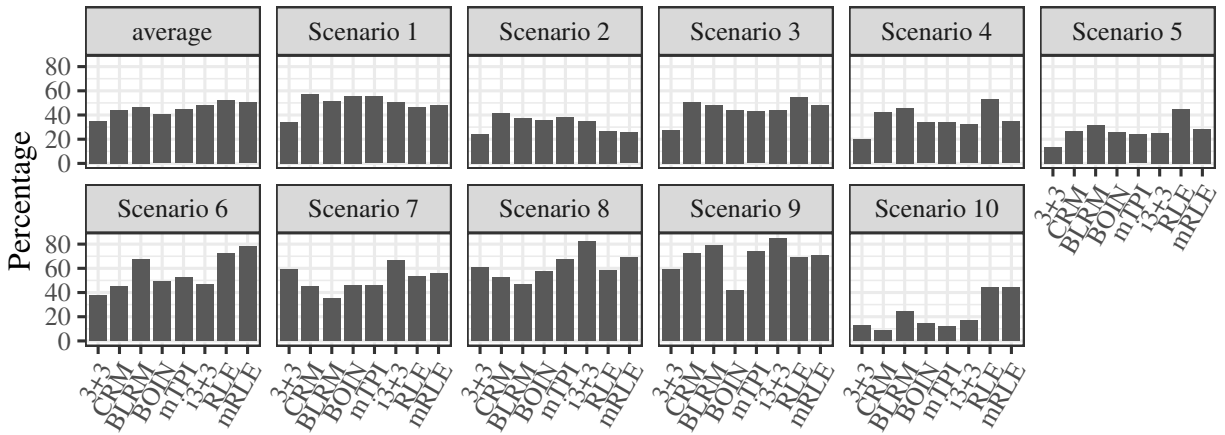 average Scenario 1 Scenario 2 Scenario 3 Scenario 4 Scenario 5
80
60
40
20
0
3+3 CRM BLRM BOIN mTPI i3+3 RLE mRLE
Percentage
Scenario 6 Scenario 7 Scenario 8 Scenario 9 Scenario 10
80
60
40
20
0
3+3 CRM BLRM BOIN mTPI i3+3 RLE mRLE
3+3 CRM BLRM BOIN mTPI i3+3 RLE mRLE
3+3 CRM BLRM BOIN mTPI i3+3 RLE mRLE
3+3 CRM BLRM BOIN mTPI i3+3 RLE mRLE
3+3 CRM BLRM BOIN mTPI i3+3 RLE mRLE